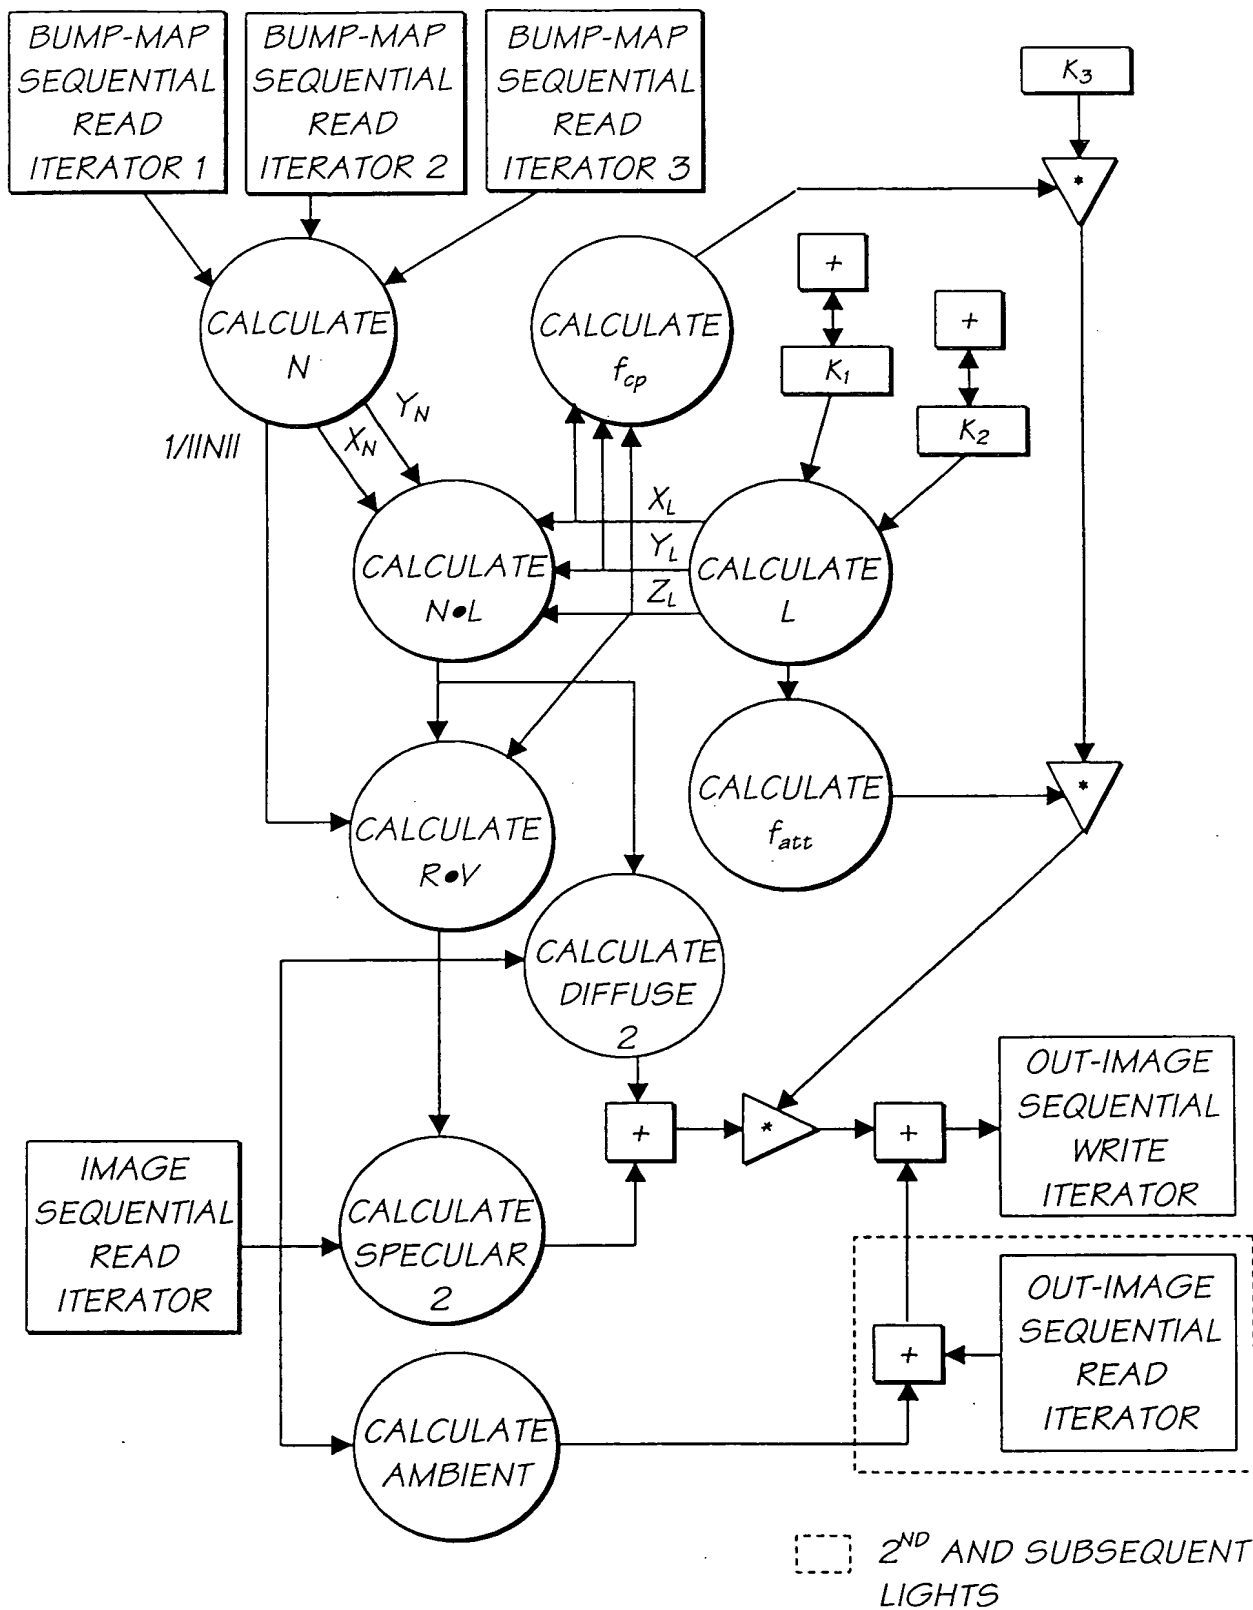 BUMP-MAP
SEQUENTIAL
READ
ITERATOR 1
BUMP-MAP
SEQUENTIAL
READ
ITERATOR 2
BUMP-MAP
SEQUENTIAL
READ
ITERATOR 3
K3
*
CALCULATE
N
CALCULATE
fcp
+
+
K1
K2
1/IINII
XN
YN
CALCULATE
N•L
XL
YL
ZL
CALCULATE
L
CALCULATE
R•V
CALCULATE
fatt
*
CALCULATE
DIFFUSE
2
+
*
+
OUT-IMAGE
SEQUENTIAL
WRITE
ITERATOR
IMAGE
SEQUENTIAL
READ
ITERATOR
CALCULATE
SPECULAR
2
+
OUT-IMAGE
SEQUENTIAL
READ
ITERATOR
CALCULATE
AMBIENT
2ND AND SUBSEQUENT
LIGHTS